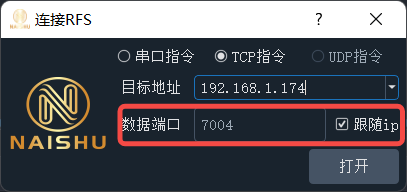 连接RFS ?
串口指令 TCP指令 UDP指令
目标地址 192.168.1.174
数据端口 7004 跟随ip
NAISHU
打开